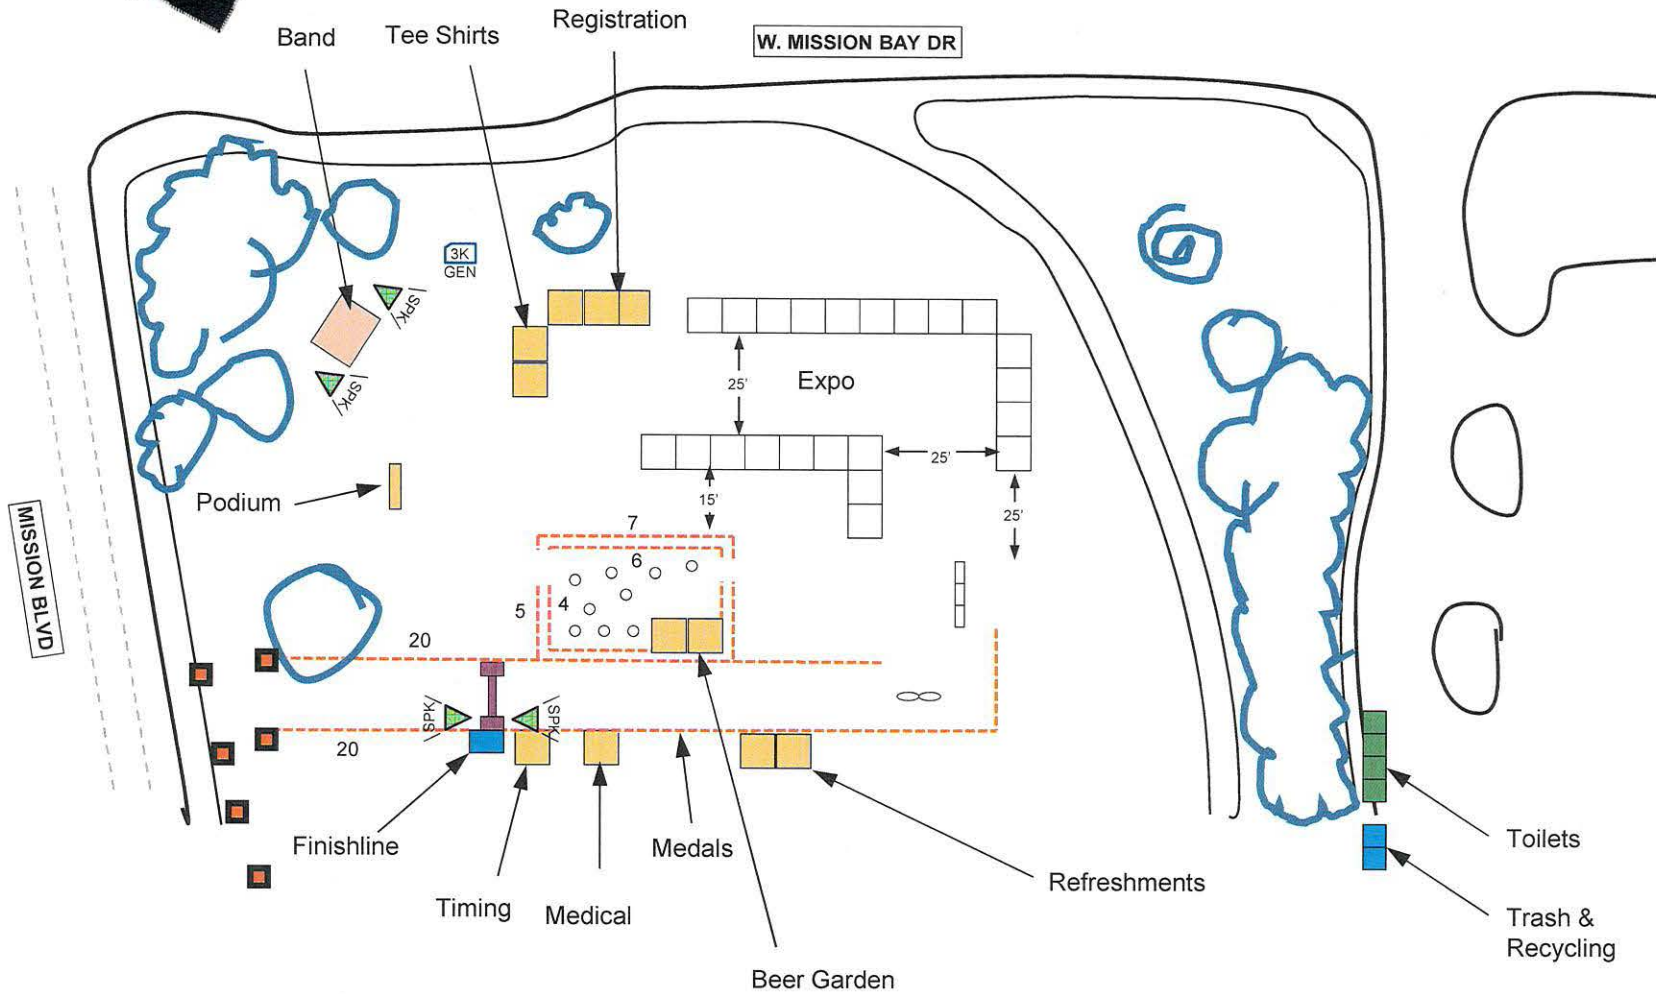 Registration
Band
Tee Shirts
W. MISSION BAY DR
3K
GEN
SPK
SPK
25'
Expo
25'
15'
25'
Podium
MISSION BLVD
7
6
5
4
20
SPK
SPK
20
Finishline
Medals
Toilets
Refreshments
Timing
Medical
Trash &
Recycling
Beer Garden